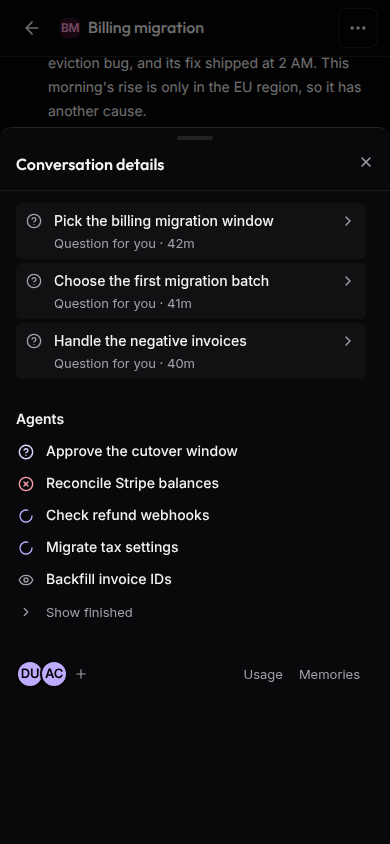 BM Billing migration
eviction bug, and its fix shipped at 2 AM. This
morning's rise is only in the EU region, so it has
another cause.
Conversation details
Pick the billing migration window
Question for you · 42m
Choose the first migration batch
Question for you · 41m
Handle the negative invoices
Question for you · 40m
Agents
Approve the cutover window
Reconcile Stripe balances
Check refund webhooks
Migrate tax settings
Backfill invoice IDs
Show finished
DU AC + Usage Memories